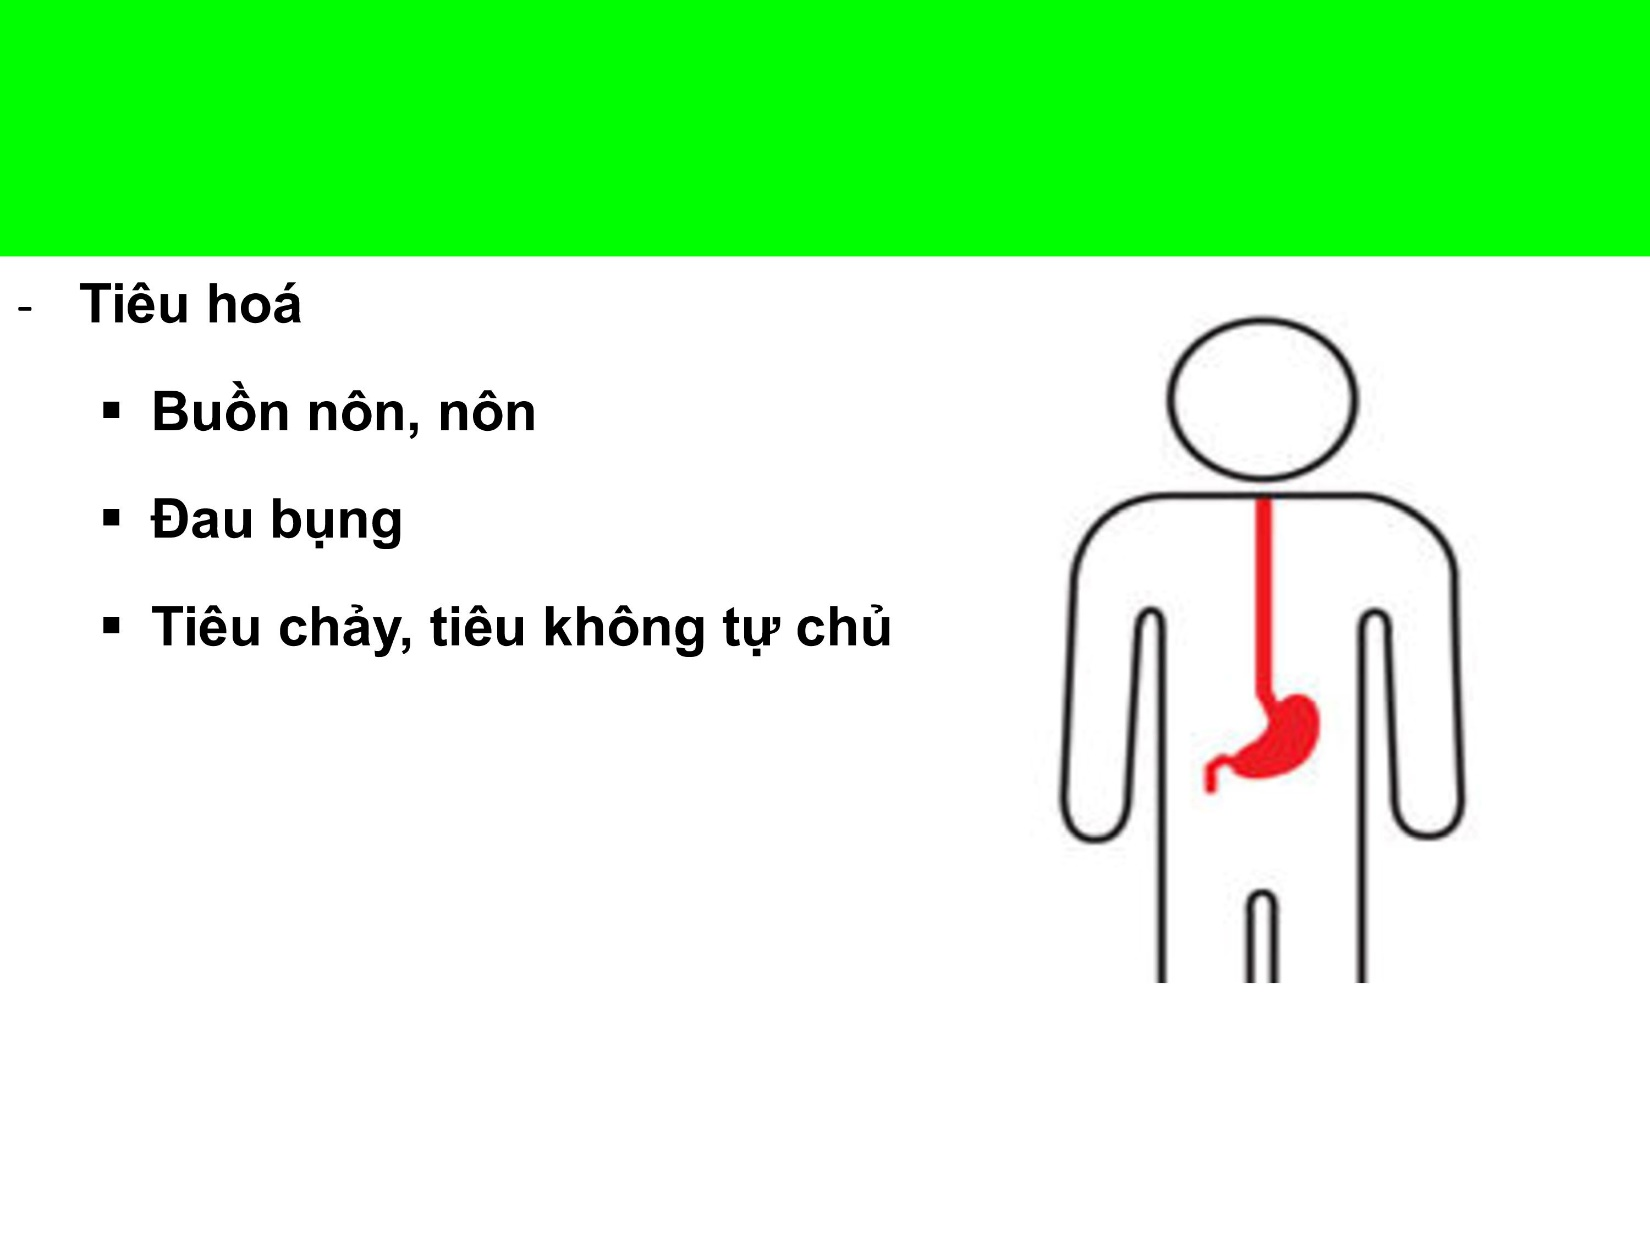 - Tiêu hoá
▪ Buồn nôn, nôn
▪ Đau bụng
▪ Tiêu chảy, tiêu không tự chủ